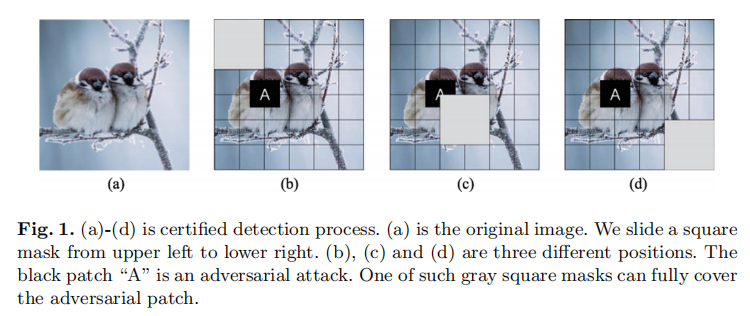 A
A
A
(a)
(b)
(c)
(d)
Fig. 1. (a)-(d) is certified detection process. (a) is the original image. We slide a square
mask from upper left to lower right. (b), (c) and (d) are three different positions. The
black patch “A” is an adversarial attack. One of such gray square masks can fully cover
the adversarial patch.